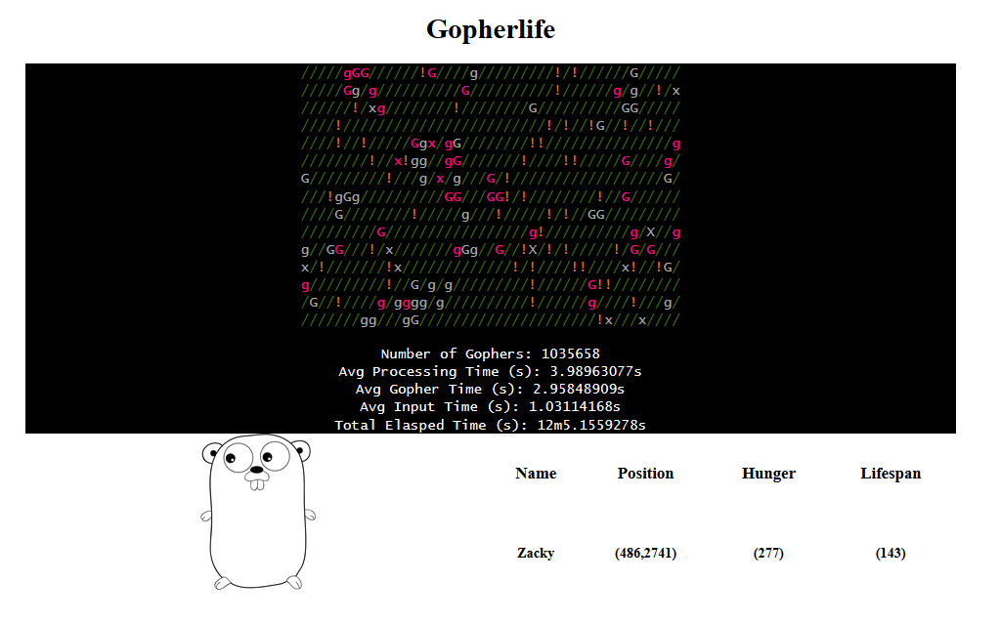 Gopherlife
/////gGG//////!G////g/////////!/!//////G/////
/////Gg/g//////////G//////////!//////g/g//!/x
//////!/xg////////!////////G//////////GG/////
////!////////////////////////!/!//!G//!//!///
////!//!/////Ggx/gG////////!!///////////////g
////////!//x!gg//gG///////!////!!/////G////g/
G/////////!///g/x/g///G/!//////////////////G/
///!gGg//////////GG///GG!/!////////!//G//////
////G////////!/////g///!/////!/!//GG/////////
/////////G/////////////////g!//////////g/X//g
g//GG///!/x///////gGg//G//!X/!/!/////!/G/G///
x/!///////!x/////////////!/!////!!////x!//!G/
g/////////!//G/g/g/////////!//////G!!////////
/G//!////g/gggg/g//////////!//////g////!///g/
///////gg///gG/////////////////////!x///x////
Number of Gophers: 1035658
Avg Processing Time (s): 3.98963077s
Avg Gopher Time (s): 2.95848909s
Avg Input Time (s): 1.03114168s
Total Elasped Time (s): 12m5.1559278s
Name Position Hunger Lifespan
Zacky (486,2741) (277) (143)